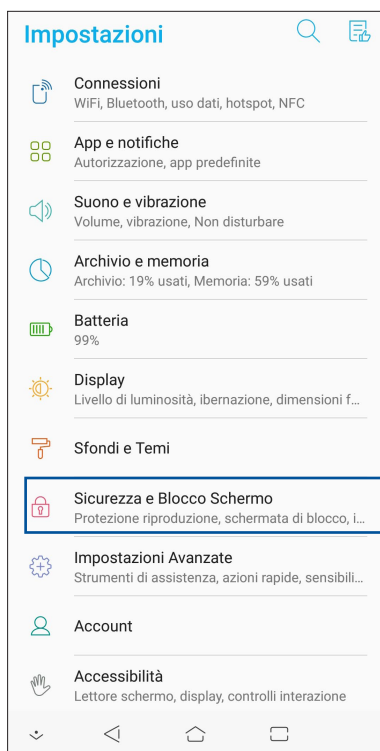 Impostazioni
Connessioni
WiFi, Bluetooth, uso dati, hotspot, NFC
App e notifiche
Autorizzazione, app predefinite
Suono e vibrazione
Volume, vibrazione, Non disturbare
Archivio e memoria
Archivio: 19% usati, Memoria: 59% usati
Batteria
99%
Display
Livello di luminosità, ibernazione, dimensioni f…
Sfondi e Temi
Sicurezza e Blocco Schermo
Protezione riproduzione, schermata di blocco, i…
Impostazioni Avanzate
Strumenti di assistenza, azioni rapide, sensibili…
Account
Accessibilità
Lettore schermo, display, controlli interazione